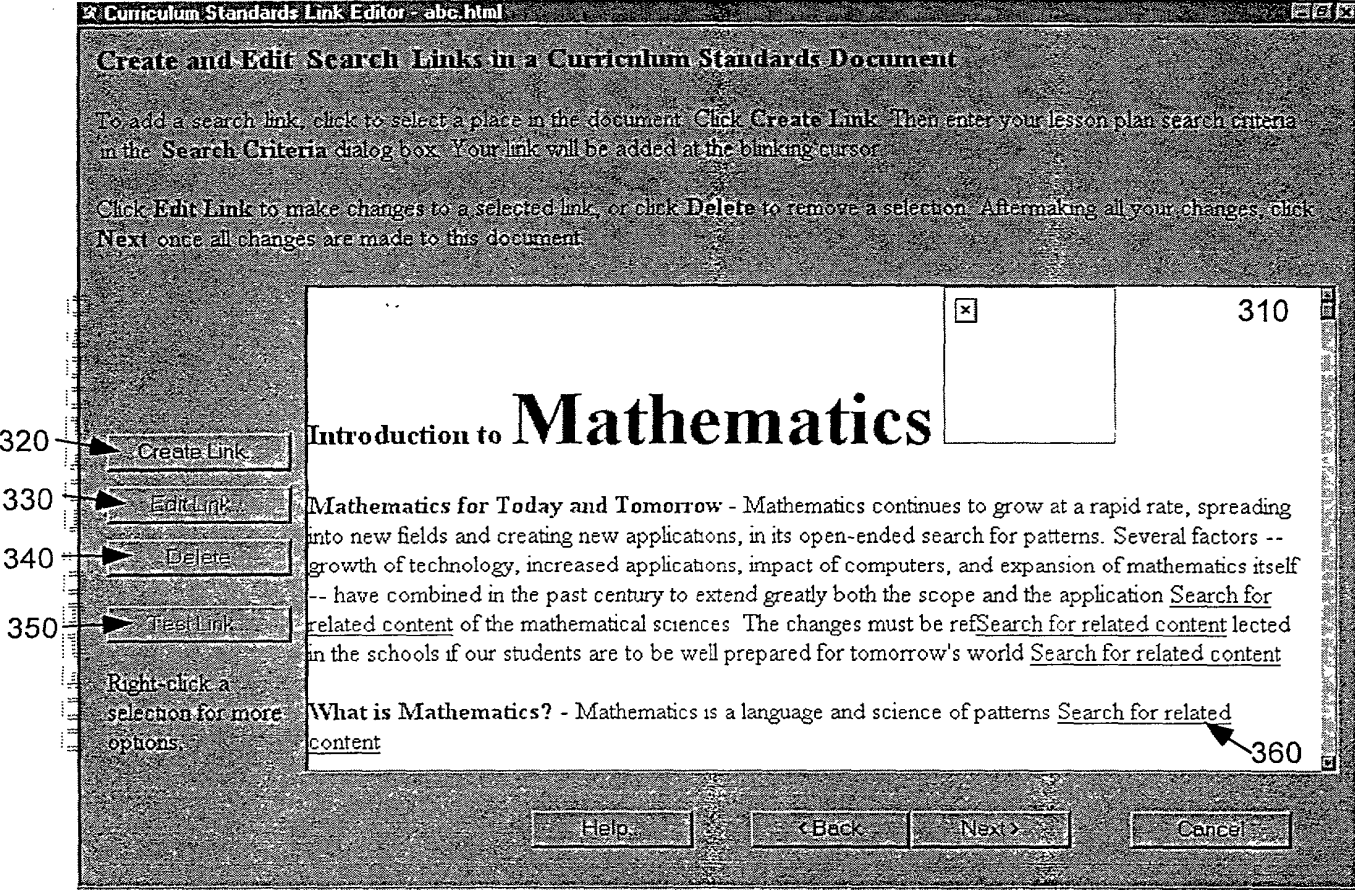 Curriculum Standards Link Editor - abc.html
Create and Edit Search Links in a Curriculum Standards Document
To add a search link, click to select a place in the document. Click Create Link. Then enter your lesson plan search criteria
in the Search Criteria dialog box. Your link will be added at the blinking cursor.
Click Edit Link to make changes to a selected link, or click Delete to remove a selection. Aftermaking all your changes, click
Next once all changes are made to this document.
310
Introduction to Mathematics
320
Create Link...
330
Edit Link...
340
Delete
350
Test Link...
Mathematics for Today and Tomorrow - Mathematics continues to grow at a rapid rate, spreading
into new fields and creating new applications, in its open-ended search for patterns. Several factors --
growth of technology, increased applications, impact of computers, and expansion of mathematics itself
-- have combined in the past century to extend greatly both the scope and the application Search for
related content of the mathematical sciences The changes must be refSearch for related content lected
in the schools if our students are to be well prepared for tomorrow's world Search for related content
Right-click a
selection for more
options.
What is Mathematics? - Mathematics is a language and science of patterns Search for related
content
360
Help...
< Back
Next >
Cancel